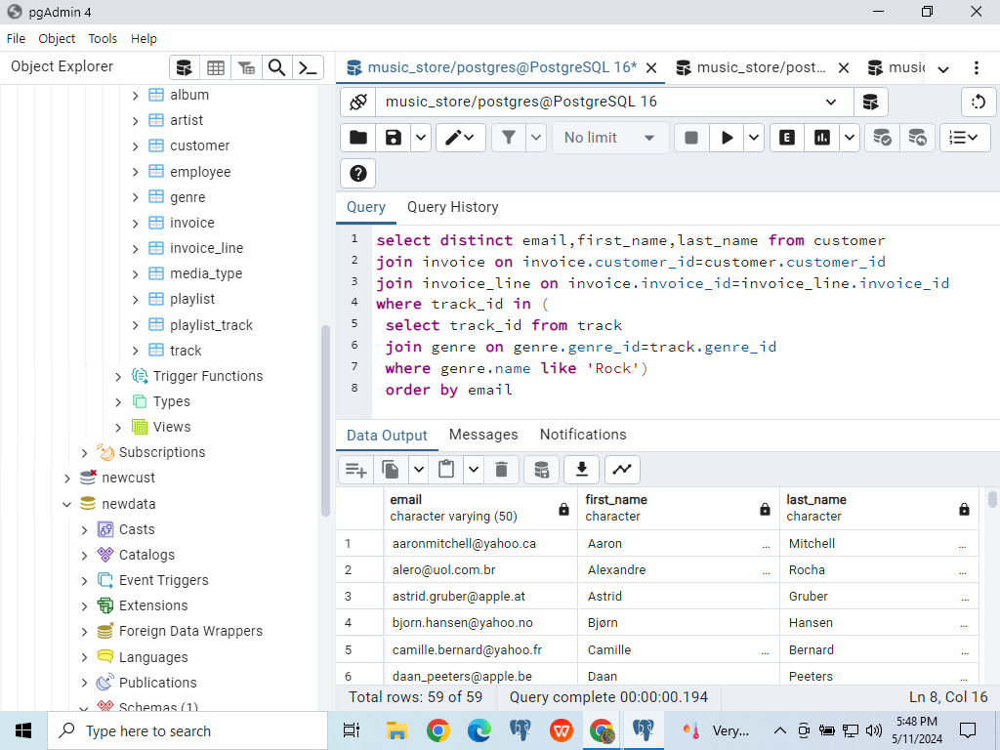 pgAdmin 4
File Object Tools Help
Object Explorer
album
artist
customer
employee
genre
invoice
invoice_line
media_type
playlist
playlist_track
track
Trigger Functions
Types
Views
Subscriptions
newcust
newdata
Casts
Catalogs
Event Triggers
Extensions
Foreign Data Wrappers
Languages
Publications
Schemas (1)
music_store/postgres@PostgreSQL 16* music_store/post...
music_store/postgres@PostgreSQL 16
No limit
E
Query Query History
1 select distinct email,first_name,last_name from customer
2 join invoice on invoice.customer_id=customer.customer_id
3 join invoice_line on invoice.invoice_id=invoice_line.invoice_id
4 where track_id in (
5 select track_id from track
6 join genre on genre.genre_id=track.genre_id
7 where genre.name like 'Rock')
8 order by email
Data Output Messages Notifications
email first_name last_name
character varying (50) character character
1 aaronmitchell@yahoo.ca Aaron ... Mitchell ...
2 alero@uol.com.br Alexandre ... Rocha ...
3 astrid.gruber@apple.at Astrid Gruber ...
4 bjorn.hansen@yahoo.no Bjørn Hansen ...
5 camille.bernard@yahoo.fr Camille ... Bernard ...
6 daan_peeters@apple.be Daan Peeters ...
Total rows: 59 of 59 Query complete 00:00:00.194 Ln 8, Col 16
Type here to search
W
Very...
5:48 PM
5/11/2024